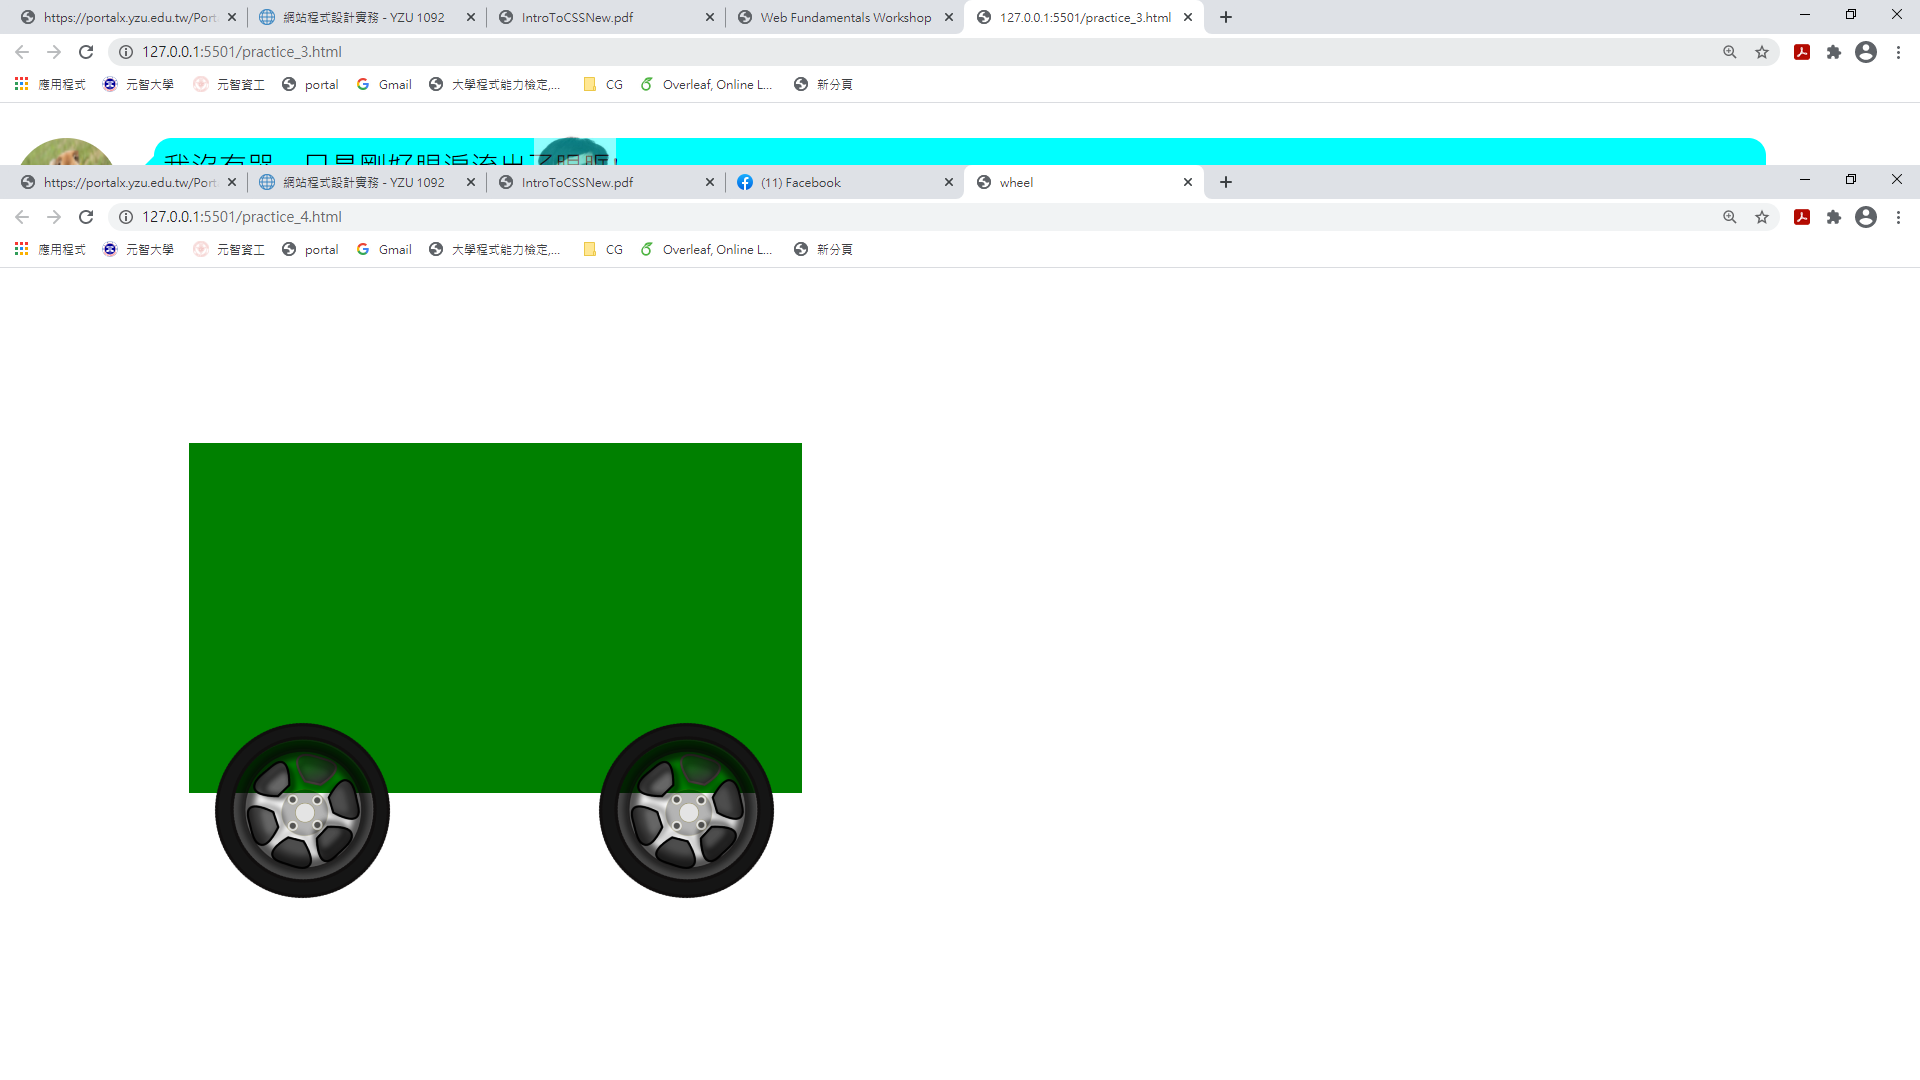 https://portalx.yzu.edu.tw/Port
網站程式設計實務 - YZU 1092
IntroToCSSNew.pdf
Web Fundamentals Workshop
127.0.0.1:5501/practice_3.html
127.0.0.1:5501/practice_3.html
應用程式
元智大學
元智資工
portal
Gmail
大學程式能力檢定,...
CG
Overleaf, Online L...
新分頁
https://portalx.yzu.edu.tw/Port
網站程式設計實務 - YZU 1092
IntroToCSSNew.pdf
(11) Facebook
wheel
127.0.0.1:5501/practice_4.html
應用程式
元智大學
元智資工
portal
Gmail
大學程式能力檢定,...
CG
Overleaf, Online L...
新分頁